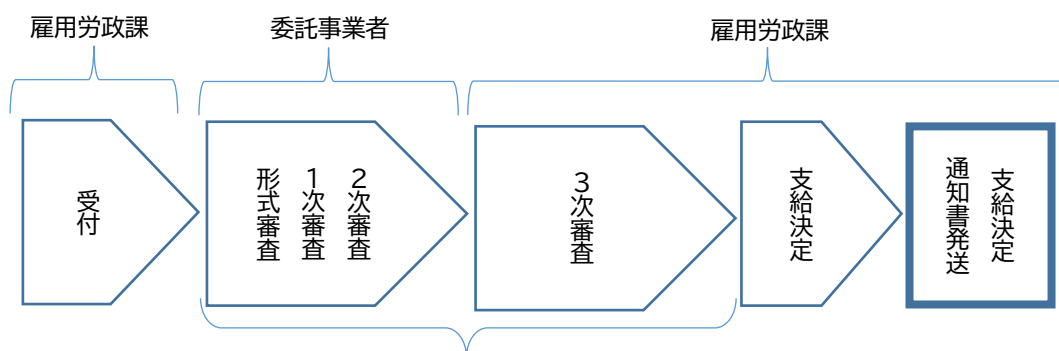 雇用労政課
委託事業者
雇用労政課
受付
形式審査
1次審査
2次審査
3次審査
支給決定
支給決定
通知書発送